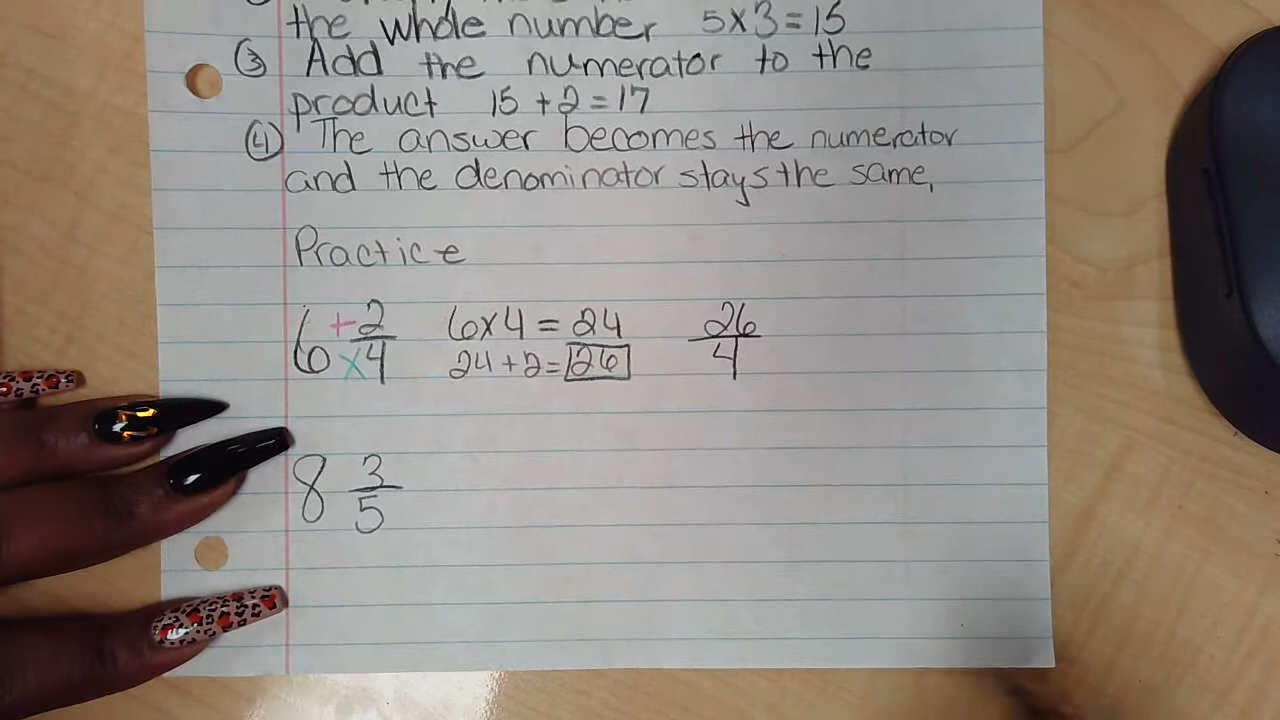 the whole number 5x3=15
③ Add the numerator to the
product 15+2=17
④ The answer becomes the numerator
and the denominator stays the same,
Practice
6 + 2/4 x 6x4=24 26/4
24+2=26
8 3/5